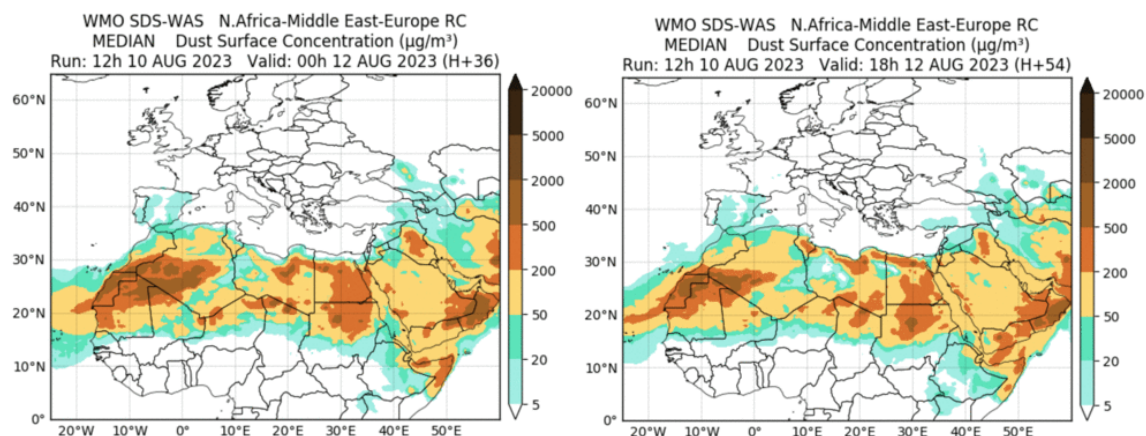 WMO SDS-WAS N.Africa-Middle East-Europe RC
MEDIAN Dust Surface Concentration (µg/m³)
Run: 12h 10 AUG 2023 Valid: 00h 12 AUG 2023 (H+36)
60°N
50°N
40°N
30°N
20°N
10°N
0°
20°W 10°W 0° 10°E 20°E 30°E 40°E 50°E
20000
5000
2000
500
200
50
20
5
WMO SDS-WAS N.Africa-Middle East-Europe RC
MEDIAN Dust Surface Concentration (µg/m³)
Run: 12h 10 AUG 2023 Valid: 18h 12 AUG 2023 (H+54)
60°N
50°N
40°N
30°N
20°N
10°N
0°
20°W 10°W 0° 10°E 20°E 30°E 40°E 50°E
20000
5000
2000
500
200
50
20
5